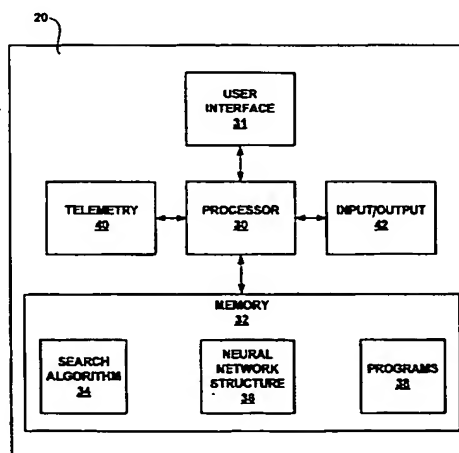 20
USER
INTERFACE
31
TELEMETRY
40
PROCESSOR
30
INPUT/OUTPUT
42
MEMORY
32
SEARCH
ALGORITHM
34
NEURAL
NETWORK
STRUCTURE
PROGRAMS
38